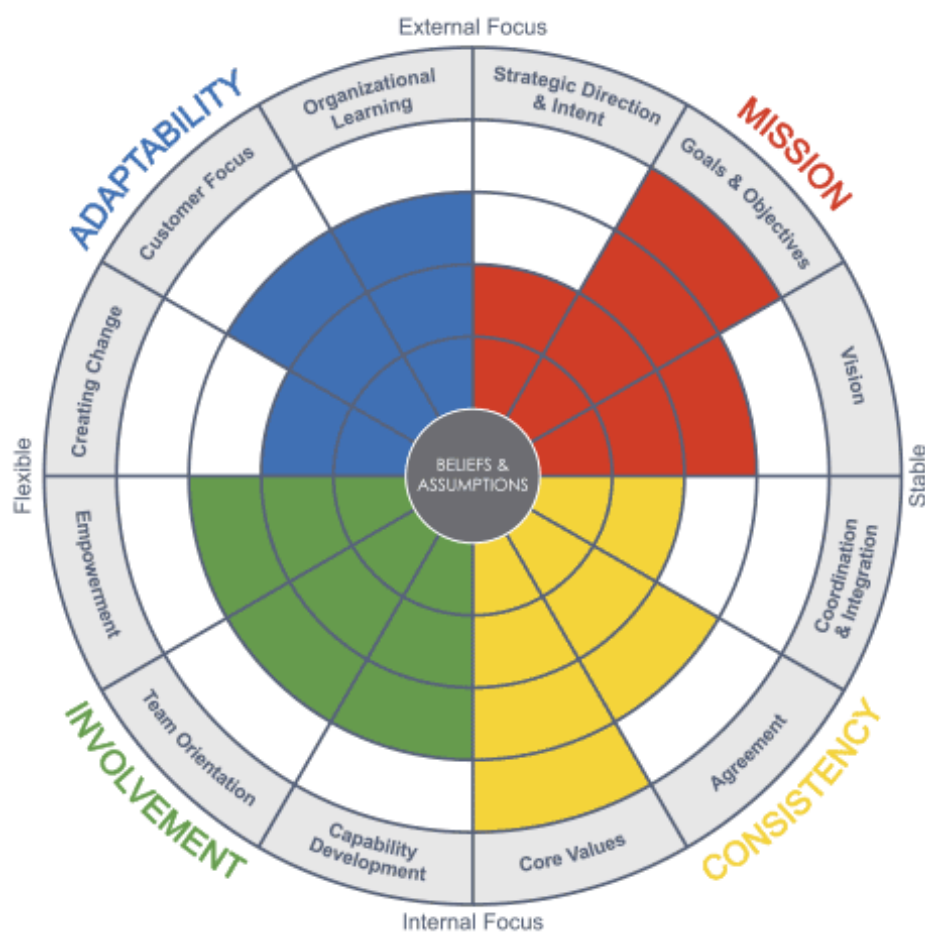 External Focus
ADAPTABILITY
MISSION
Organizational
Learning
Strategic Direction
& Intent
Customer Focus
Goals & Objectives
Creating Change
Vision
Flexible
BELIEFS &
ASSUMPTIONS
Stable
Empowerment
Coordination
& Integration
Team Orientation
Agreement
Capability
Development
Core Values
INVOLVEMENT
CONSISTENCY
Internal Focus